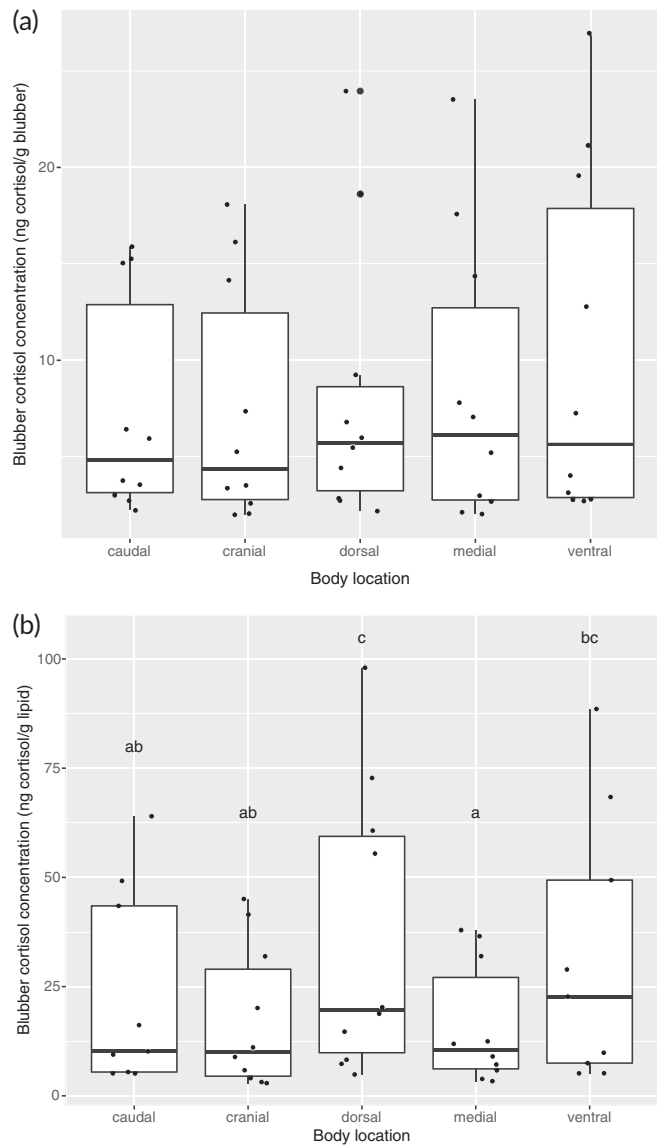 (a)
Blubber cortisol concentration (ng cortisol/g blubber)
20
10
caudal cranial dorsal medial ventral
Body location
(b)
Blubber cortisol concentration (ng cortisol/g lipid)
c bc
100
ab
75
ab a
50
25
0
caudal cranial dorsal medial ventral
Body location